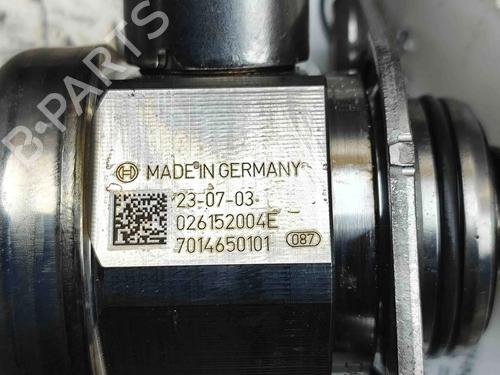 B-PARTS
MADE IN GERMANY
23-07-03
026152004E
7014650101 087